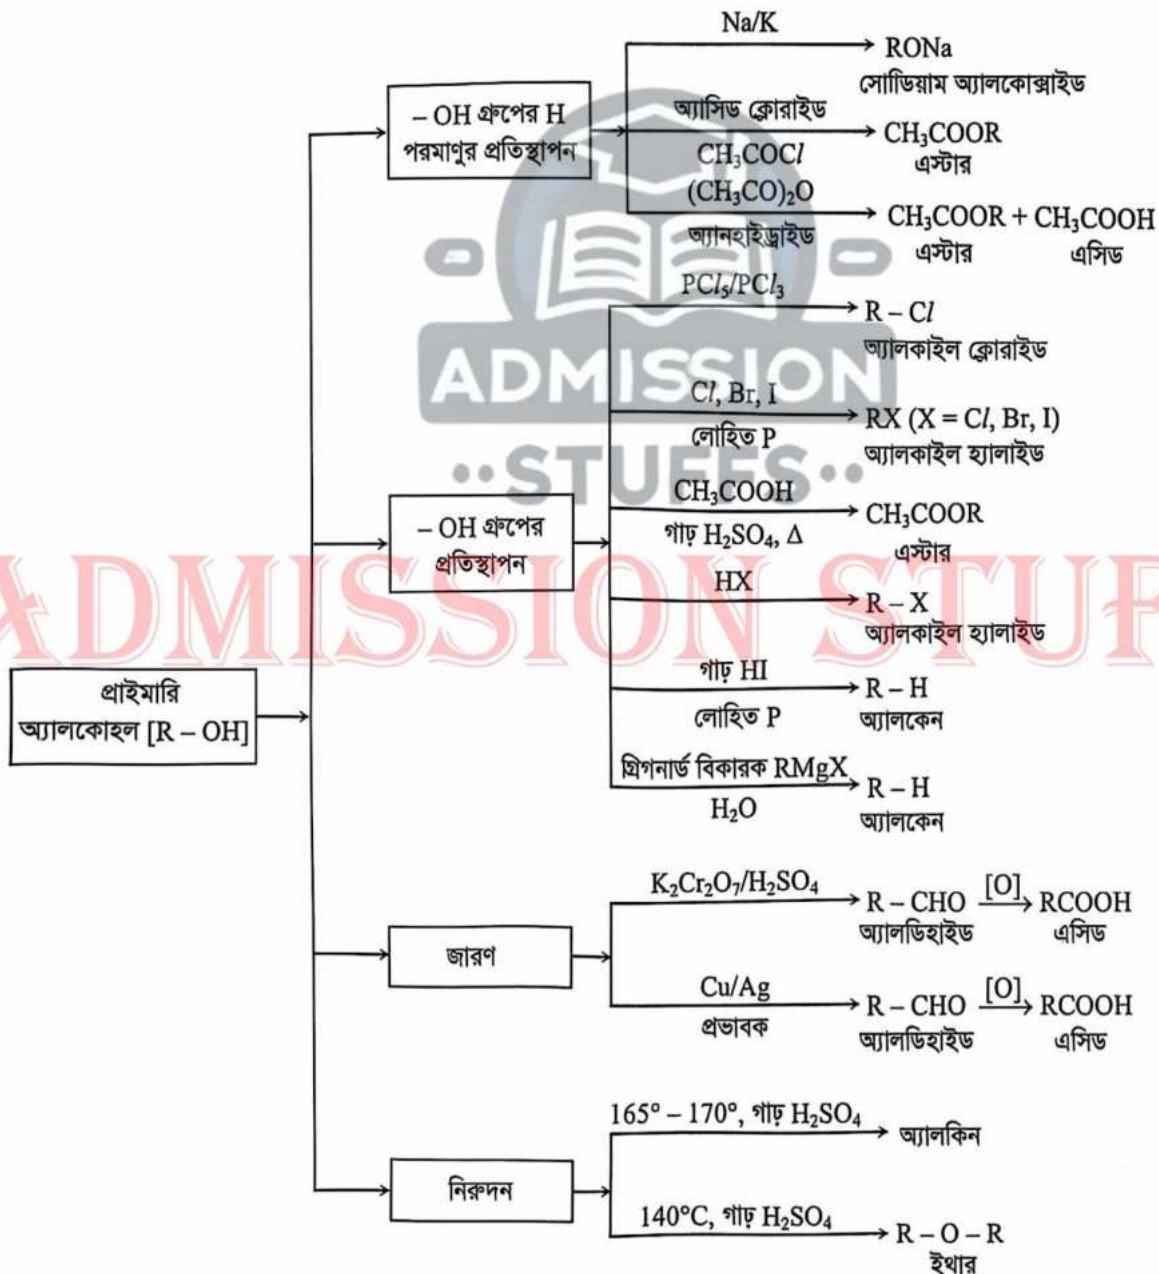 Na/K
RONa
সোডিয়াম অ্যালকোক্সাইড
– OH গ্রুপের H
পরমাণুর প্রতিস্থাপন
অ্যাসিড ক্লোরাইড
CH₃COCl
CH₃COOR
এস্টার
(CH₃CO)₂O
অ্যানহাইড্রাইড
CH₃COOR + CH₃COOH
এস্টার এসিড
PCl₅/PCl₃
R – Cl
অ্যালকাইল ক্লোরাইড
ADMISSION
Cl, Br, I
লোহিত P
RX (X = Cl, Br, I)
অ্যালকাইল হ্যালাইড
STUFFS
– OH গ্রুপের
প্রতিস্থাপন
CH₃COOH
গাঢ় H₂SO₄, Δ
CH₃COOR
এস্টার
HX
R – X
অ্যালকাইল হ্যালাইড
ADMISSION STUF
প্রাইমারি
অ্যালকোহল [R – OH]
গাঢ় HI
লোহিত P
R – H
অ্যালকেন
গ্রিগনার্ড বিকারক RMgX
H₂O
R – H
অ্যালকেন
জারণ
K₂Cr₂O₇/H₂SO₄
R – CHO [O] RCOOH
অ্যালডিহাইড এসিড
Cu/Ag
প্রভাবক
R – CHO [O] RCOOH
অ্যালডিহাইড এসিড
নিরুদন
165° – 170°, গাঢ় H₂SO₄
অ্যালকিন
140°C, গাঢ় H₂SO₄
R – O – R
ইথার